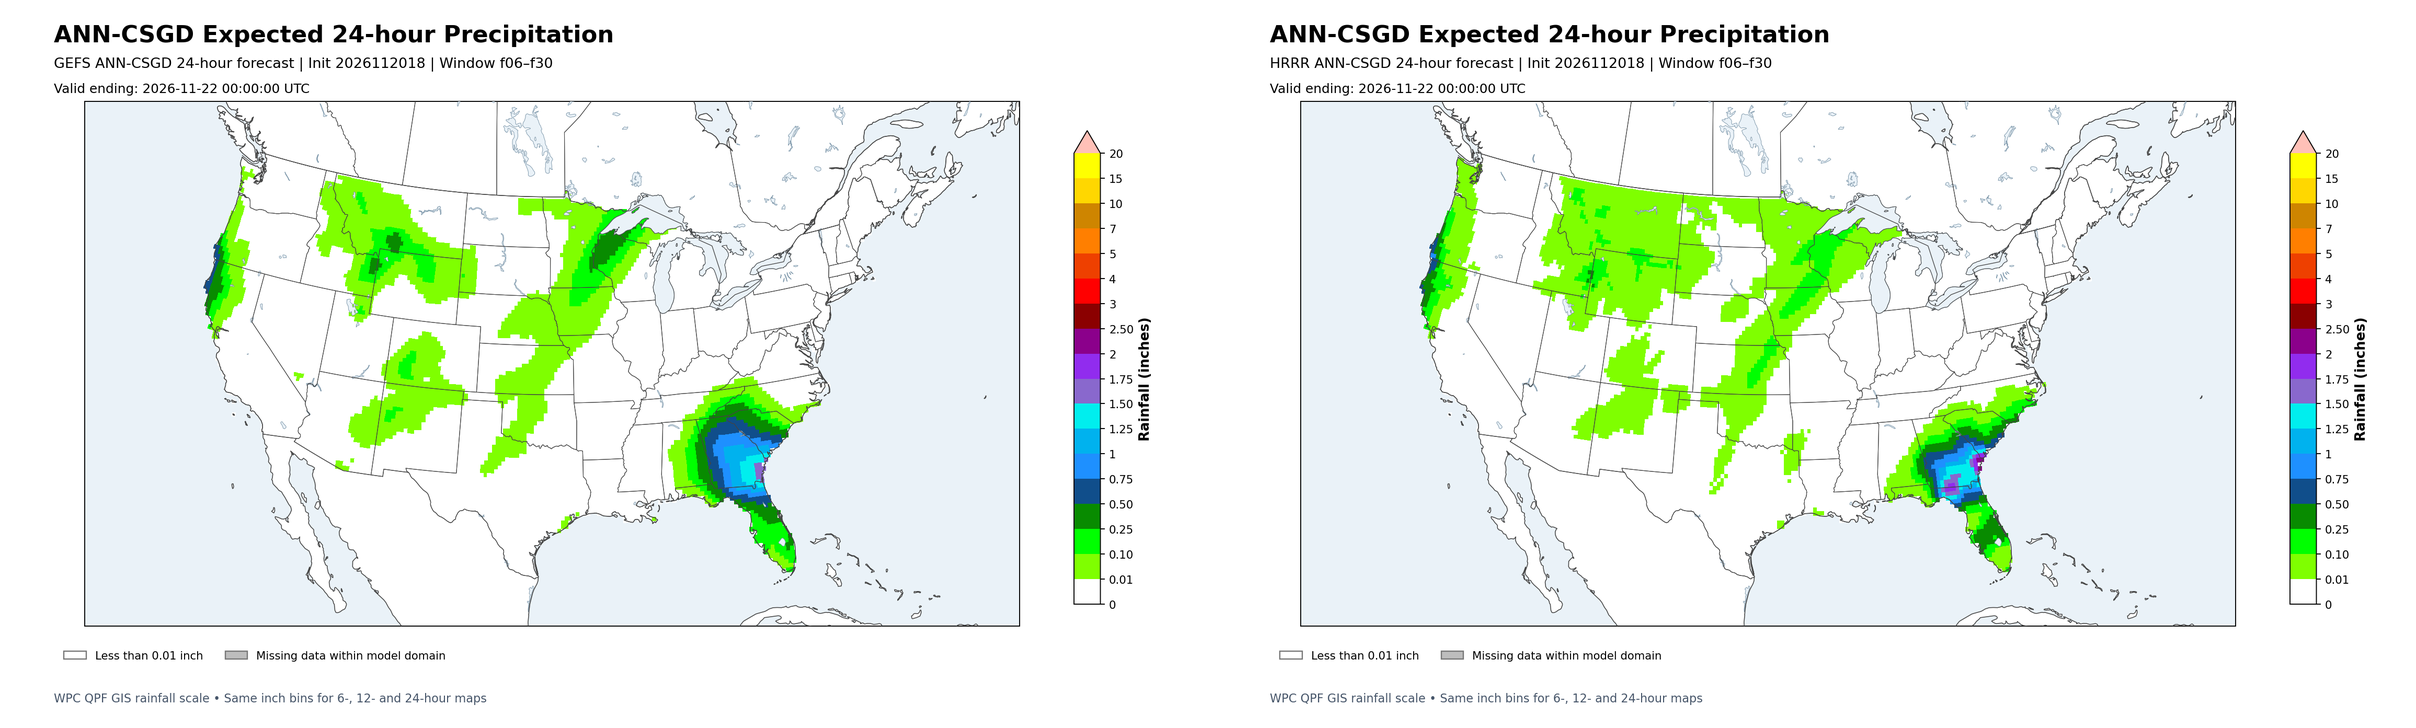 ANN-CSGD Expected 24-hour Precipitation
GEFS ANN-CSGD 24-hour forecast | Init 2026112018 | Window f06–f30
Valid ending: 2026-11-22 00:00:00 UTC
20
15
10
7
5
4
3
2.50
2
1.75
1.50
1.25
1
0.75
0.50
0.25
0.10
0.01
0
Rainfall (inches)
Less than 0.01 inch
Missing data within model domain
WPC QPF GIS rainfall scale • Same inch bins for 6-, 12- and 24-hour maps
ANN-CSGD Expected 24-hour Precipitation
HRRR ANN-CSGD 24-hour forecast | Init 2026112018 | Window f06–f30
Valid ending: 2026-11-22 00:00:00 UTC
20
15
10
7
5
4
3
2.50
2
1.75
1.50
1.25
1
0.75
0.50
0.25
0.10
0.01
0
Rainfall (inches)
Less than 0.01 inch
Missing data within model domain
WPC QPF GIS rainfall scale • Same inch bins for 6-, 12- and 24-hour maps